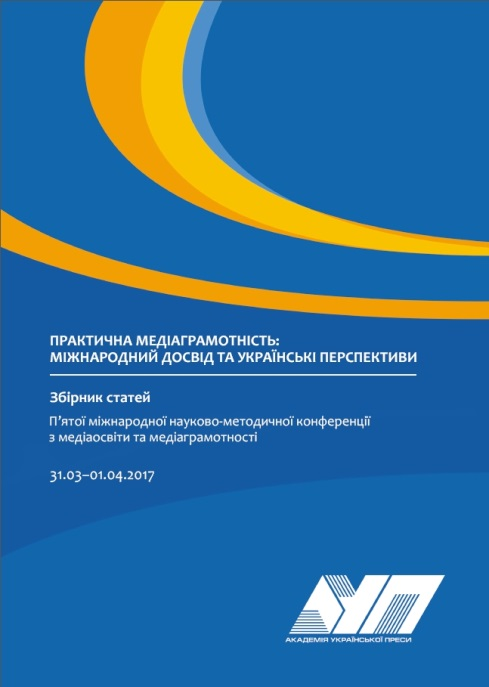 ПРАКТИЧНА МЕДІАГРАМОТНІСТЬ:
МІЖНАРОДНИЙ ДОСВІД ТА УКРАЇНСЬКІ ПЕРСПЕКТИВИ
Збірник статей
П’ятої міжнародної науково-методичної конференції
з медіаосвіти та медіаграмотності
31.03–01.04.2017
АУП
АКАДЕМІЯ УКРАЇНСЬКОЇ ПРЕСИ